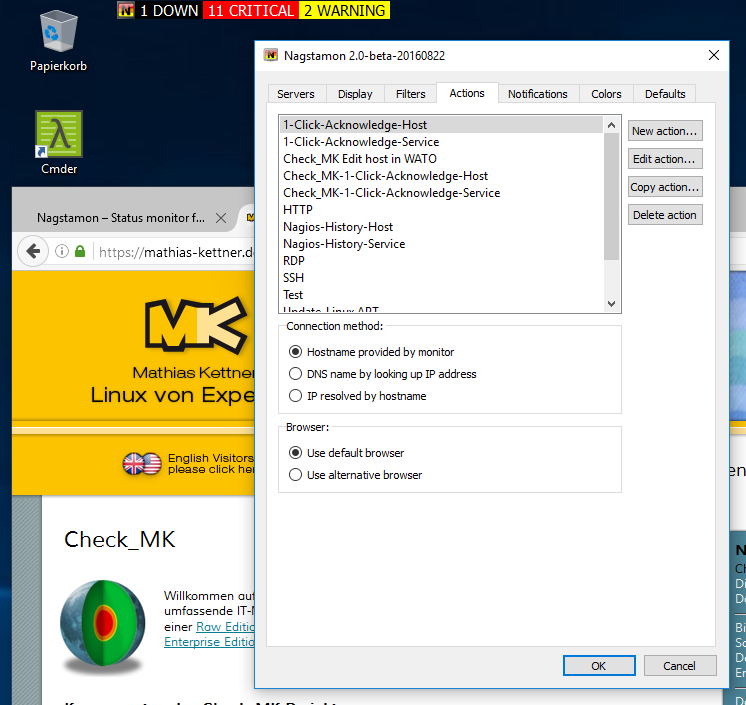 1 DOWN 11 CRITICAL 2 WARNING
Papierkorb
Cmder
Nagstamon 2.0-beta-20160822
Servers Display Filters Actions Notifications Colors Defaults
1-Click-Acknowledge-Host
1-Click-Acknowledge-Service
Check_MK Edit host in WATO
Check_MK-1-Click-Acknowledge-Host
Check_MK-1-Click-Acknowledge-Service
HTTP
Nagios-History-Host
Nagios-History-Service
RDP
SSH
Test
Update-Linux APT
New action...
Edit action...
Copy action...
Delete action
Connection method:
Hostname provided by monitor
DNS name by looking up IP address
IP resolved by hostname
Browser:
Use default browser
Use alternative browser
OK Cancel
Nagstamon – Status monitor f...
https://mathias-kettner.d
MK
Mathias Kettner
Linux von Expe
English Visitors
please click her
Check_MK
Willkommen auf
umfassende IT-
einer Raw Editio
Enterprise Editio